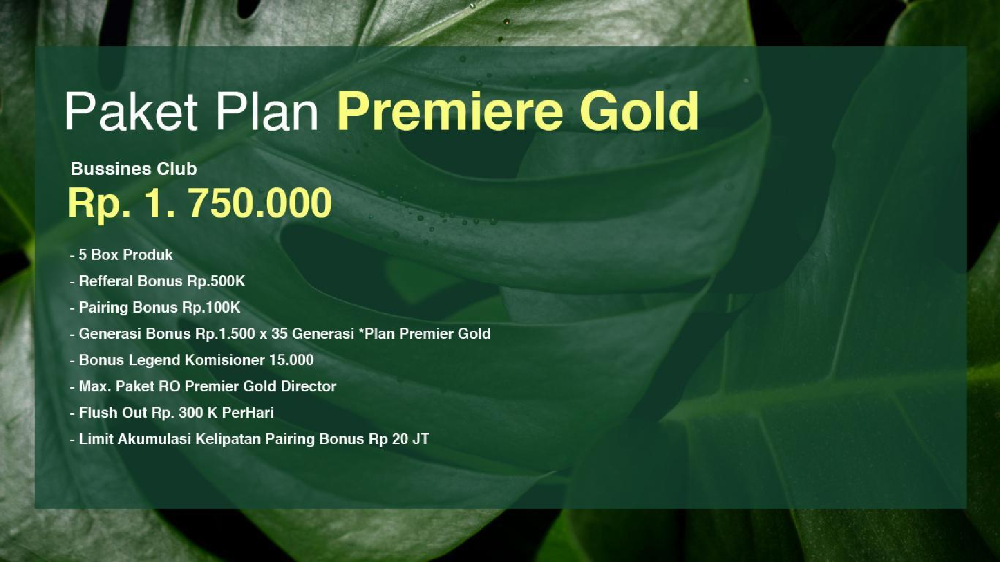 Paket Plan Premiere Gold
Bussines Club
Rp. 1. 750.000
- 5 Box Produk
- Refferal Bonus Rp.500K
- Pairing Bonus Rp.100K
- Generasi Bonus Rp.1.500 x 35 Generasi *Plan Premier Gold
- Bonus Legend Komisioner 15.000
- Max. Paket RO Premier Gold Director
- Flush Out Rp. 300 K PerHari
- Limit Akumulasi Kelipatan Pairing Bonus Rp 20 JT